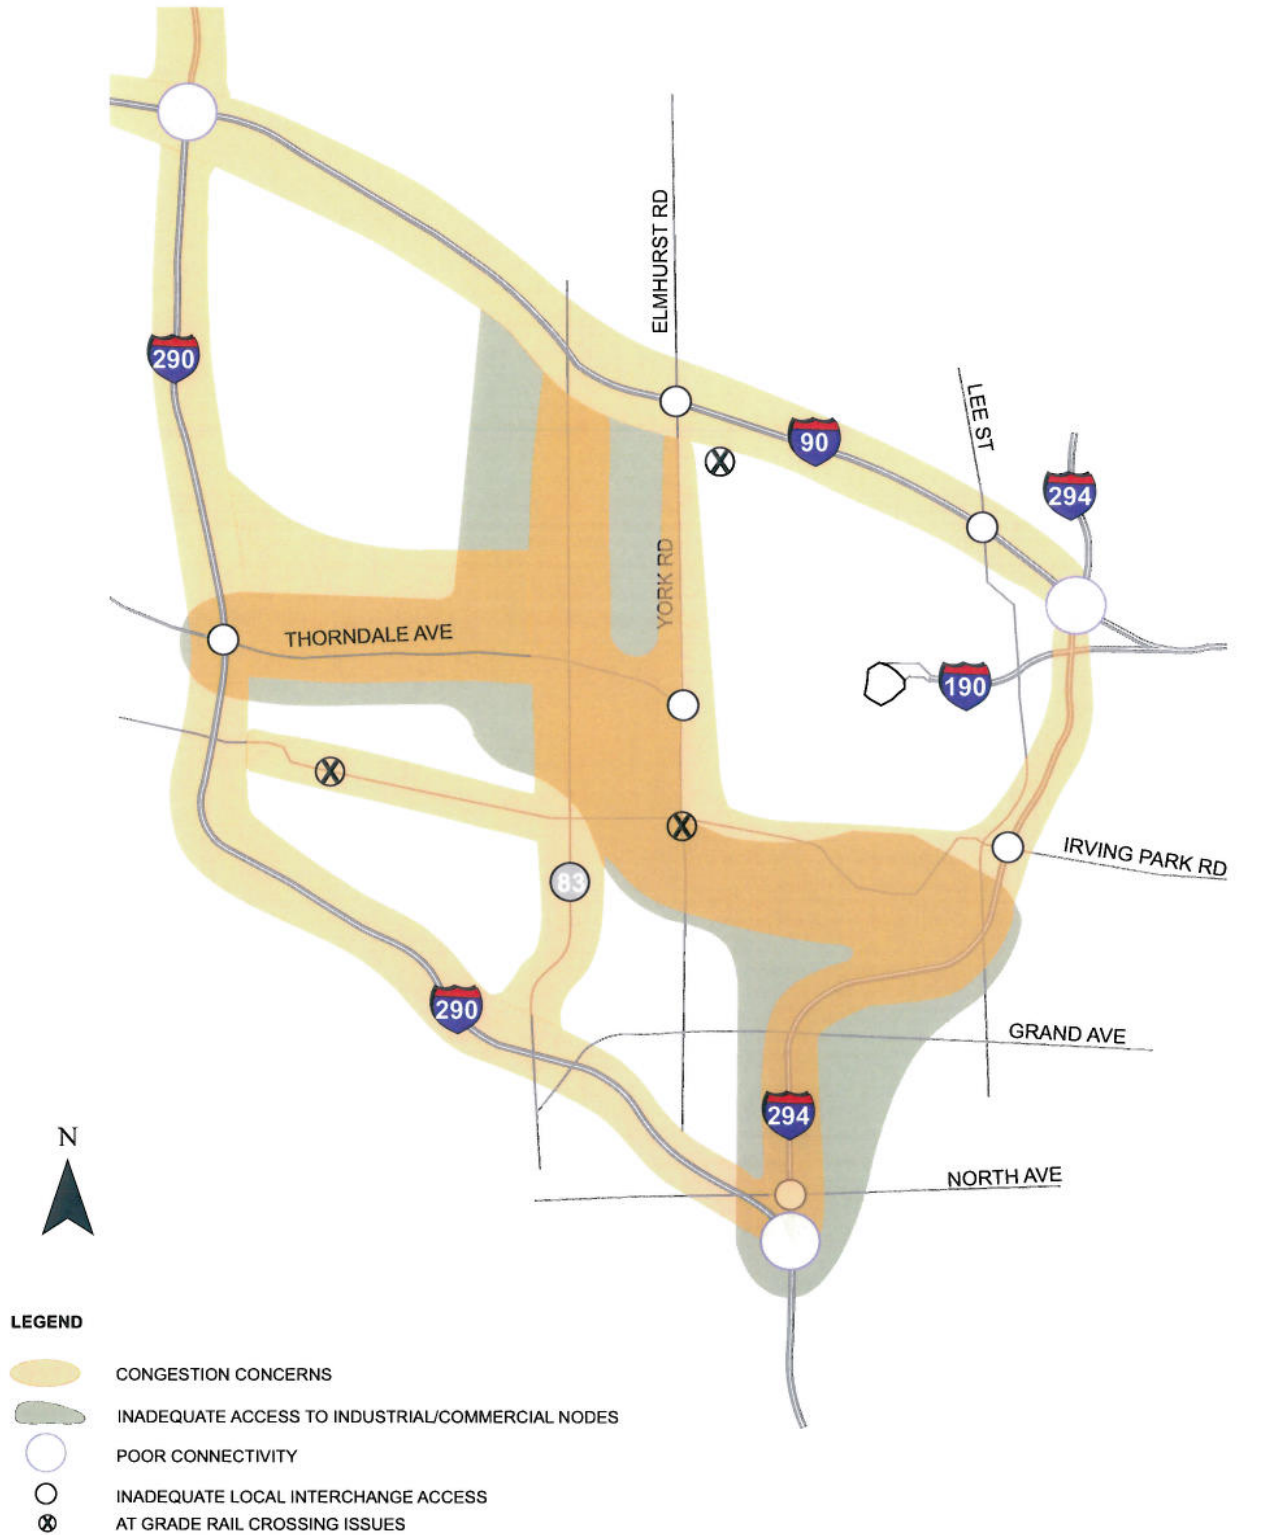 ELMHURST RD
290
90
LEE ST
294
YORK RD
THORNDALE AVE
190
IRVING PARK RD
83
290
GRAND AVE
294
NORTH AVE
N
LEGEND
CONGESTION CONCERNS
INADEQUATE ACCESS TO INDUSTRIAL/COMMERCIAL NODES
POOR CONNECTIVITY
INADEQUATE LOCAL INTERCHANGE ACCESS
AT GRADE RAIL CROSSING ISSUES